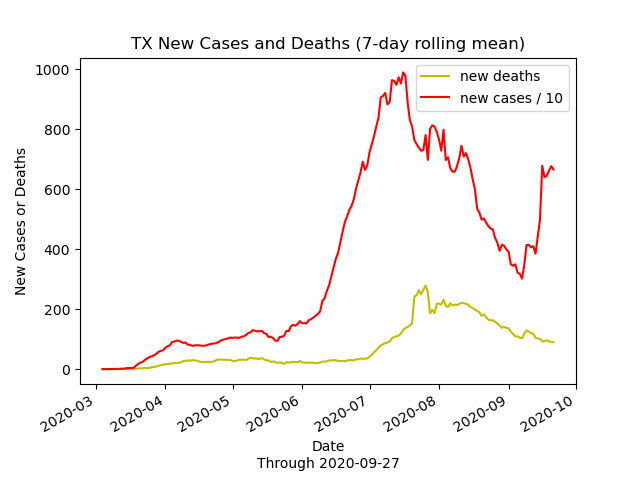 TX New Cases and Deaths (7-day rolling mean)
new deaths
new cases / 10
1000
800
600
400
200
0
New Cases or Deaths
2020-03
2020-04
2020-05
2020-06
2020-07
2020-08
2020-09
2020-10
Date
Through 2020-09-27